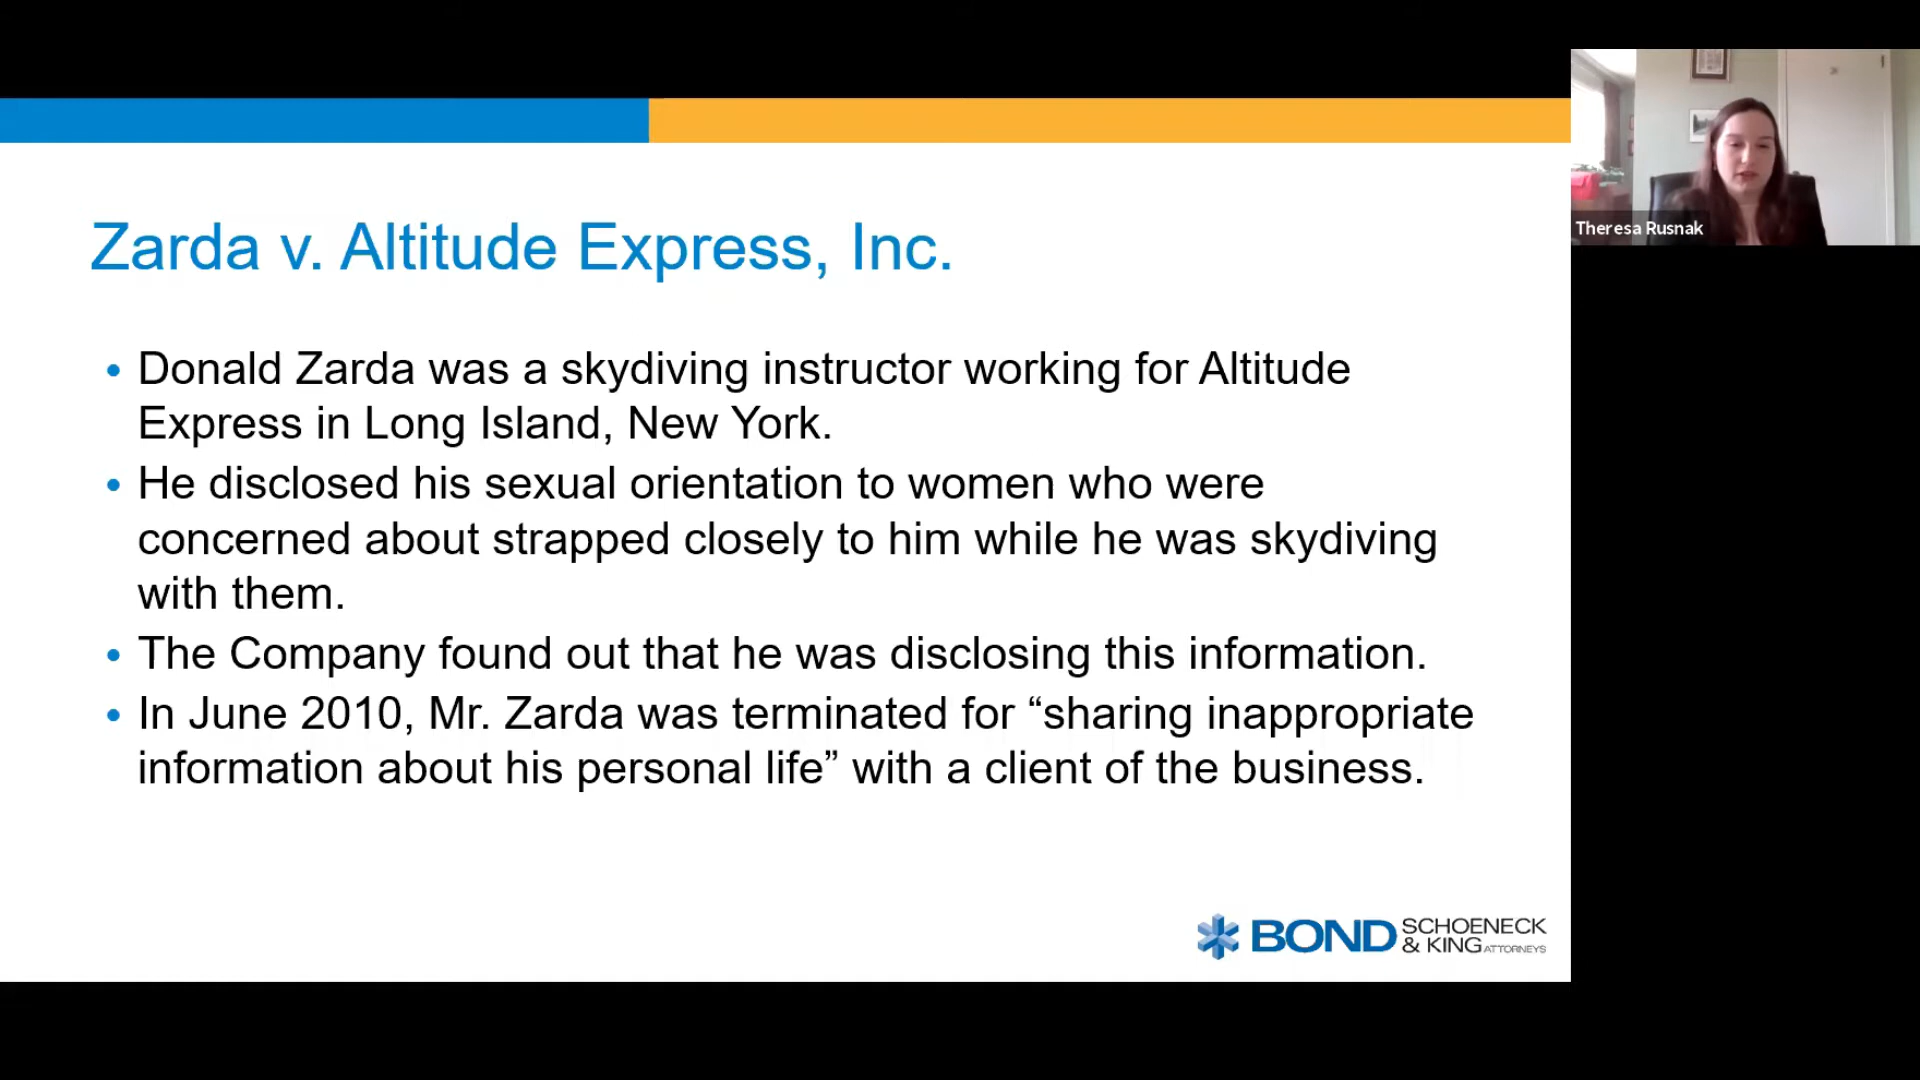 Zarda v. Altitude Express, Inc.
• Donald Zarda was a skydiving instructor working for Altitude
Express in Long Island, New York.
• He disclosed his sexual orientation to women who were
concerned about strapped closely to him while he was skydiving
with them.
• The Company found out that he was disclosing this information.
• In June 2010, Mr. Zarda was terminated for “sharing inappropriate
information about his personal life” with a client of the business.
BOND SCHOENECK
& KING ATTORNEYS
Theresa Rusnak